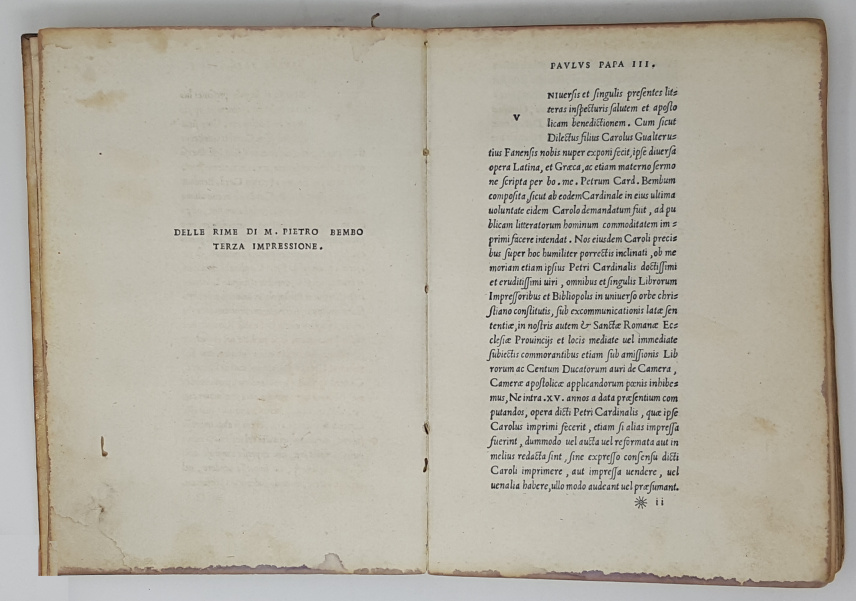 DELLE RIME DI M. PIETRO BEMBO
TERZA IMPRESSIONE.
PAVLVS PAPA III.
V
NIuersis et singulis presentes lit=
teras inspecturis salutem et aposto
licam benedictionem. Cum sicut
Dilectus filius Carolus Gualteru=
tius Fanensis nobis nuper exponi fecit, ipse diuersa
opera Latina, et Græca, ac etiam materno sermo
ne scripta per bo. me. Petrum Card. Bembum
composita, sicut ab eodem Cardinale in eius ultima
uoluntate eidem Carolo demandatum fuit, ad pu
blicam litteratorum hominum commoditatem im=
primi facere intendat. Nos eiusdem Caroli preci=
bus super hoc humiliter porrectis inclinati, ob me
moriam etiam ipsius Petri Cardinalis doctissimi
et eruditissimi uiri, omnibus et singulis Librorum
Impressoribus et Bibliopolis in uniuerso orbe chri=
stiano constitutis, sub excommunicationis latæ sen
tentiæ, in nostris autem & Sanctæ Romanæ Ec=
clesiæ Prouincijs et locis mediate uel immediate
subiectis commorantibus etiam sub amissionis Lib
rorum ac Centum Ducatorum auri de Camera,
Cameræ apostolicæ applicandorum pœnis inhibe=
mus, Ne intra .XV. annos a data præsentium com
putandos, opera dicti Petri Cardinalis, quæ ipse
Carolus imprimi fecerit, etiam si alias impressa
fuerint, dummodo uel aucta uel reformata aut in
melius redacta sint, sine expresso consensu dicti
Caroli imprimere, aut impressa uendere, uel
uenalia habere, ullo modo audeant uel præsumant.
※ ii